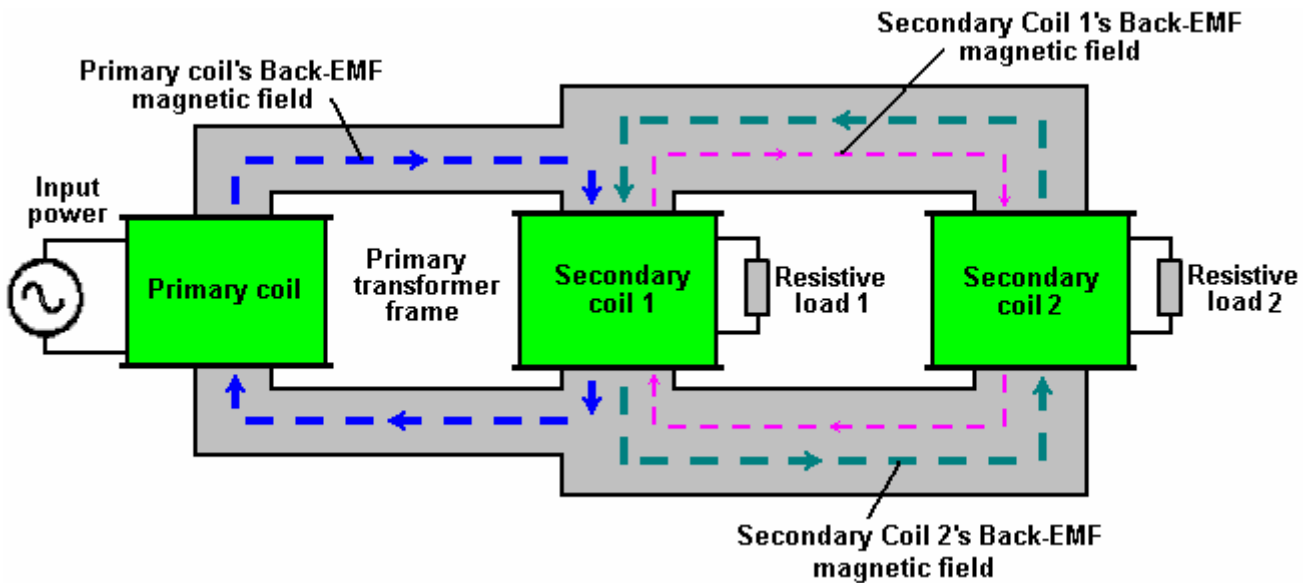 Secondary Coil 1's Back-EMF
magnetic field
Primary coil's Back-EMF
magnetic field
Input
power
Primary coil
Primary
transformer
frame
Secondary
coil 1
Resistive
load 1
Secondary
coil 2
Resistive
load 2
Secondary Coil 2's Back-EMF
magnetic field